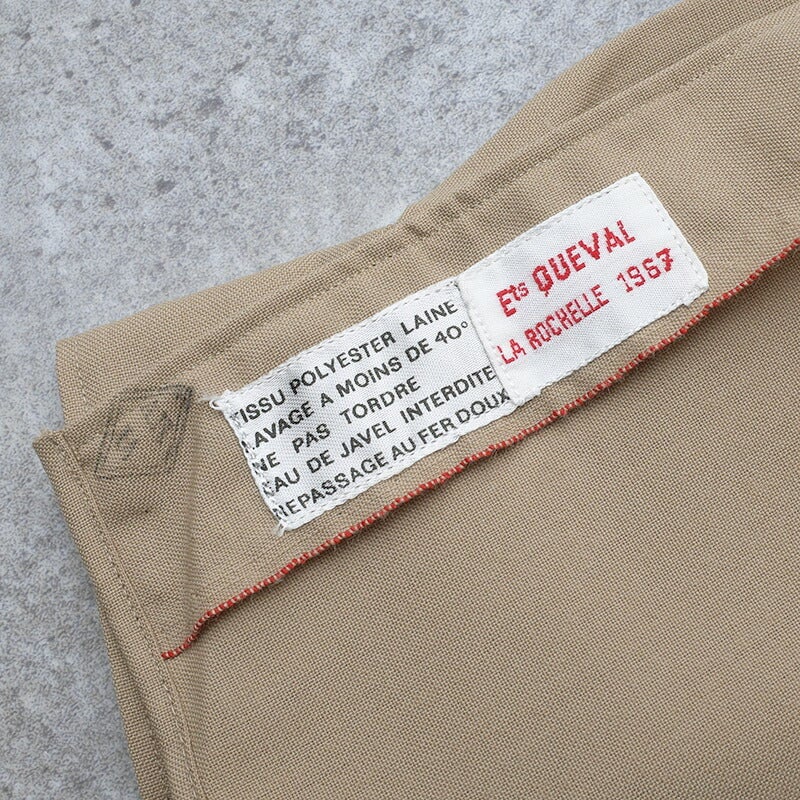 Ets QUEVAL
LA ROCHELLE 1967
TISSU POLYESTER LAINE
LAVAGE A MOINS DE 40°
NE PAS TORDRE
EAU DE JAVEL INTERDITE
REPASSAGE AU FER DOUX